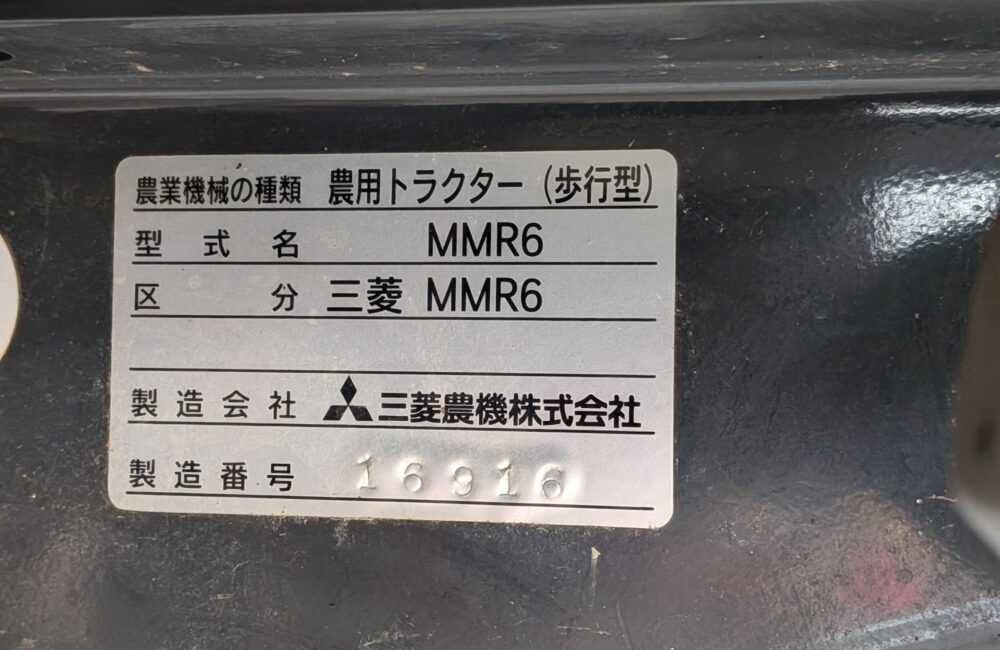 農業機械の種類 農用トラクター（歩行型）
型式名 MMR6
区分 三菱 MMR6
製造会社 三菱農機株式会社
製造番号 16916